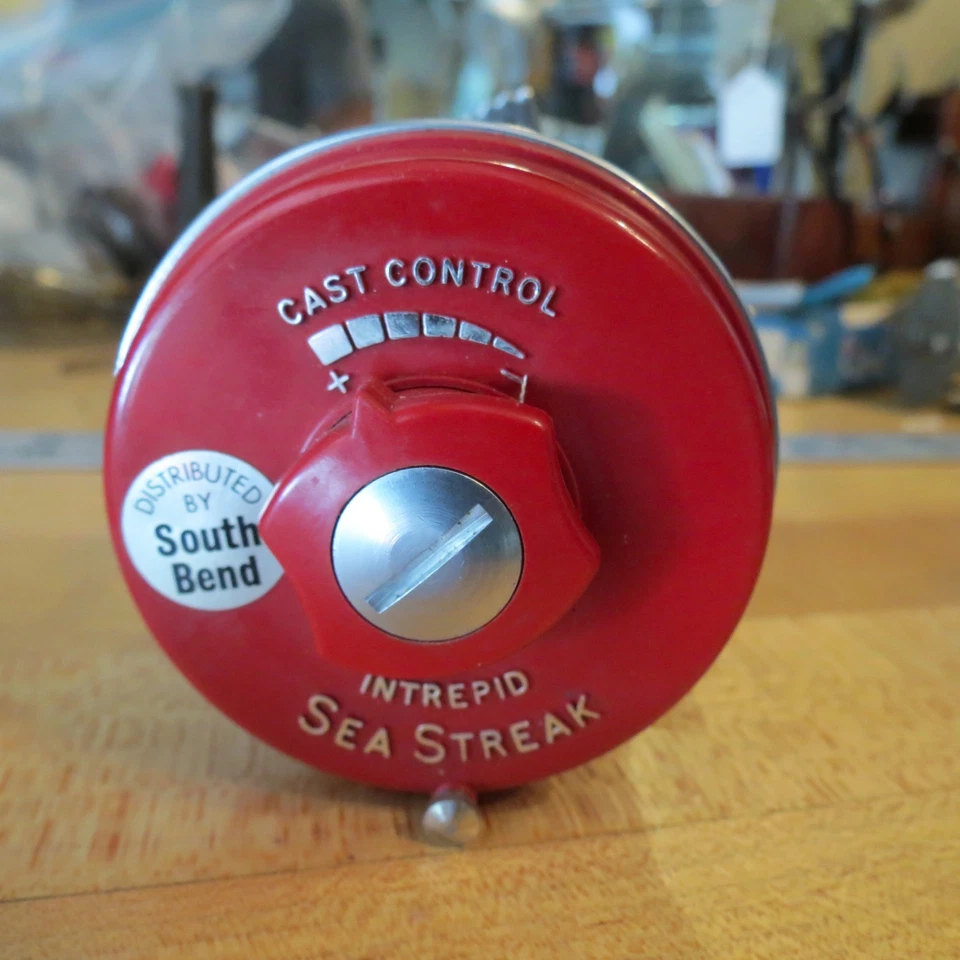 CAST CONTROL
+
DISTRIBUTED
BY
South
Bend
INTREPID
SEA STREAK